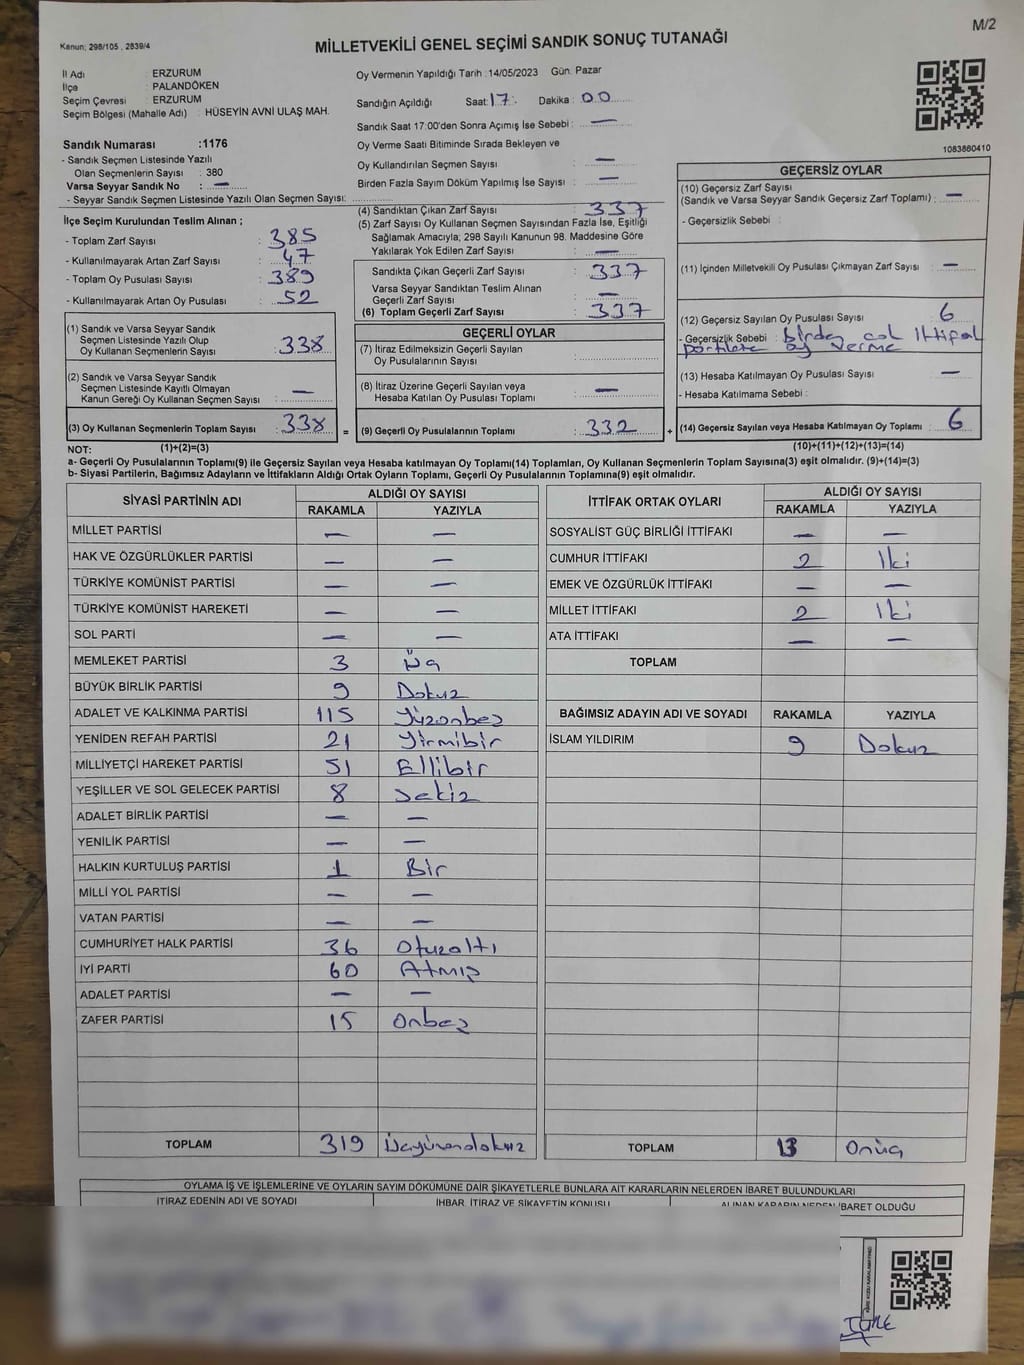 M/2
Kanun; 298/105 , 2839/4
MİLLETVEKİLİ GENEL SEÇİMİ SANDIK SONUÇ TUTANAĞI
İl Adı : ERZURUM
İlçe : PALANDÖKEN
Seçim Çevresi : ERZURUM
Seçim Bölgesi (Mahalle Adı) : HÜSEYİN AVNİ ULAŞ MAH.
Sandık Numarası :1176
- Sandık Seçmen Listesinde Yazılı
Olan Seçmenlerin Sayısı : 380
Varsa Seyyar Sandık No : —
- Seyyar Sandık Seçmen Listesinde Yazılı Olan Seçmen Sayısı:
Oy Vermenin Yapıldığı Tarih :14/05/2023 Gün: Pazar
Sandığın Açıldığı Saat:17: Dakika : 00
Sandık Saat 17:00'den Sonra Açımış İse Sebebi : —
Oy Verme Saati Bitiminde Sırada Bekleyen ve
Oy Kullandırılan Seçmen Sayısı : —
Birden Fazla Sayım Döküm Yapılmış İse Sayısı : —
1083860410
İlçe Seçim Kurulundan Teslim Alınan ;
- Toplam Zarf Sayısı : 385
- Kullanılmayarak Artan Zarf Sayısı : 47
- Toplam Oy Pusulası Sayısı : 389
- Kullanılmayarak Artan Oy Pusulası : 52
(4) Sandıktan Çıkan Zarf Sayısı : 337
(5) Zarf Sayısı Oy Kullanan Seçmen Sayısından Fazla İse, Eşitliği
Sağlamak Amacıyla; 298 Sayılı Kanunun 98. Maddesine Göre
Yakılarak Yok Edilen Zarf Sayısı : —
Sandıkta Çıkan Geçerli Zarf Sayısı : 337
Varsa Seyyar Sandıktan Teslim Alınan
Geçerli Zarf Sayısı : —
(6) Toplam Geçerli Zarf Sayısı : 337
GEÇERSİZ OYLAR
(10) Geçersiz Zarf Sayısı
(Sandık ve Varsa Seyyar Sandık Geçersiz Zarf Toplamı) : —
- Geçersizlik Sebebi :
(11) İçinden Milletvekili Oy Pusulası Çıkmayan Zarf Sayısı : —
(12) Geçersiz Sayılan Oy Pusulası Sayısı : 6
- Geçersizlik Sebebi : birden çok ittifak
partilere oy verme
(13) Hesaba Katılmayan Oy Pusulası Sayısı : —
- Hesaba Katılmama Sebebi :
(14) Geçersiz Sayılan veya Hesaba Katılmayan Oy Toplamı : 6
(1) Sandık ve Varsa Seyyar Sandık
Seçmen Listesinde Yazılı Olup
Oy Kullanan Seçmenlerin Sayısı : 338
(2) Sandık ve Varsa Seyyar Sandık
Seçmen Listesinde Kayıtlı Olmayan
Kanun Gereği Oy Kullanan Seçmen Sayısı : —
(3) Oy Kullanan Seçmenlerin Toplam Sayısı : 338 =
GEÇERLİ OYLAR
(7) İtiraz Edilmeksizin Geçerli Sayılan
Oy Pusulalarının Sayısı :
(8) İtiraz Üzerine Geçerli Sayılan veya
Hesaba Katılan Oy Pusulası Toplamı : —
(9) Geçerli Oy Pusulalarının Toplamı : 332 +
NOT: (1)+(2)=(3) (10)+(11)+(12)+(13)=(14)
a- Geçerli Oy Pusulalarının Toplamı(9) ile Geçersiz Sayılan veya Hesaba katılmayan Oy Toplamı(14) Toplamları, Oy Kullanan Seçmenlerin Toplam Sayısına(3) eşit olmalıdır. (9)+(14)=(3)
b- Siyasi Partilerin, Bağımsız Adayların ve İttifakların Aldığı Ortak Oyların Toplamı, Geçerli Oy Pusulalarının Toplamına(9) eşit olmalıdır.
SİYASİ PARTİNİN ADI ALDIĞI OY SAYISI
RAKAMLA YAZIYLA
MİLLET PARTİSİ — —
HAK VE ÖZGÜRLÜKLER PARTİSİ — —
TÜRKİYE KOMÜNİST PARTİSİ — —
TÜRKİYE KOMÜNİST HAREKETİ — —
SOL PARTİ — —
MEMLEKET PARTİSİ 3 Üç
BÜYÜK BİRLİK PARTİSİ 9 Dokuz
ADALET VE KALKINMA PARTİSİ 115 Yüzonbeş
YENİDEN REFAH PARTİSİ 21 Yirmibir
MİLLİYETÇİ HAREKET PARTİSİ 51 Ellibir
YEŞİLLER VE SOL GELECEK PARTİSİ 8 Sekiz
ADALET BİRLİK PARTİSİ — —
YENİLİK PARTİSİ — —
HALKIN KURTULUŞ PARTİSİ 1 Bir
MİLLİ YOL PARTİSİ — —
VATAN PARTİSİ — —
CUMHURİYET HALK PARTİSİ 36 Otuzaltı
İYİ PARTİ 60 Atmış
ADALET PARTİSİ — —
ZAFER PARTİSİ 15 Onbeş
TOPLAM 319 Üçyüzondokuz
İTTİFAK ORTAK OYLARI ALDIĞI OY SAYISI
RAKAMLA YAZIYLA
SOSYALİST GÜÇ BİRLİĞİ İTTİFAKI — —
CUMHUR İTTİFAKI 2 İki
EMEK VE ÖZGÜRLÜK İTTİFAKI — —
MİLLET İTTİFAKI 2 İki
ATA İTTİFAKI — —
TOPLAM
BAĞIMSIZ ADAYIN ADI VE SOYADI RAKAMLA YAZIYLA
İSLAM YILDIRIM 9 Dokuz
TOPLAM 13 Onüç
OYLAMA İŞ VE İŞLEMLERİNE VE OYLARIN SAYIM DÖKÜMÜNE DAİR ŞİKAYETLERLE BUNLARA AİT KARARLARIN NELERDEN İBARET BULUNDUKLARI
İTİRAZ EDENİN ADI VE SOYADI İHBAR, İTİRAZ VE ŞİKAYETİN KONUSU ALINAN KARARIN NEDEN İBARET OLDUĞU